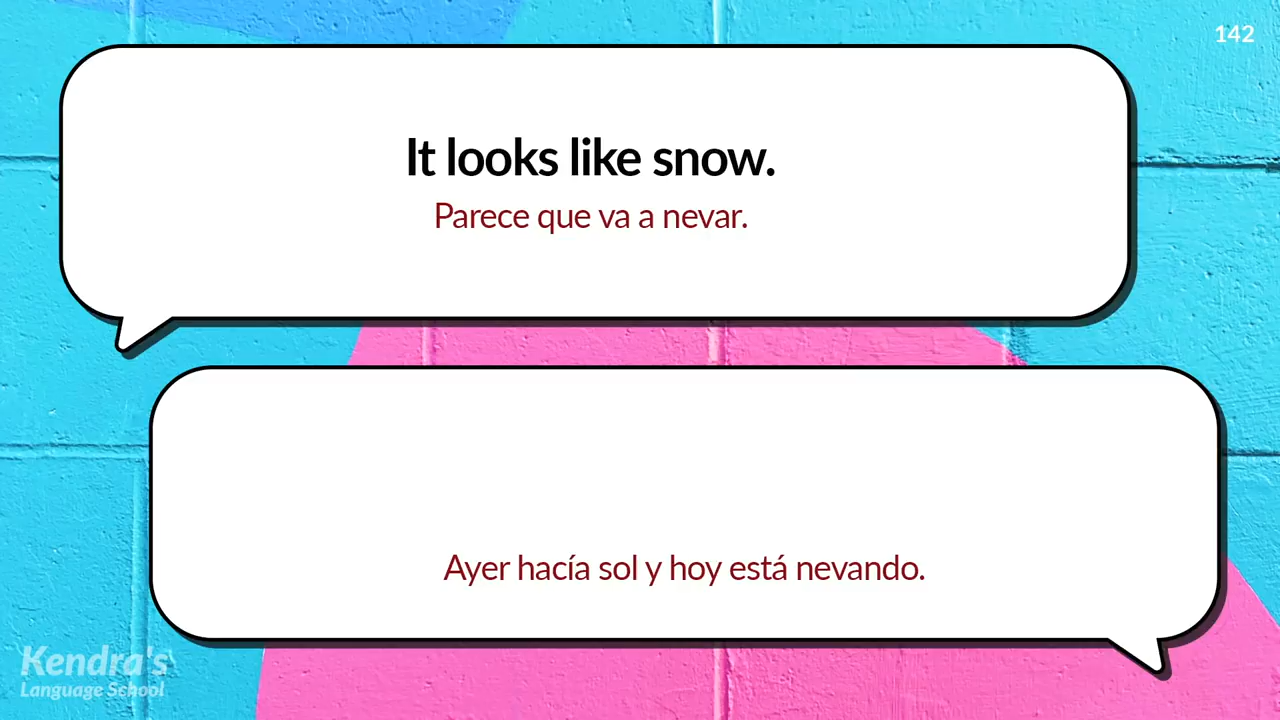 142
It looks like snow.
Parece que va a nevar.
Ayer hacía sol y hoy está nevando.
Kendra's
Language School